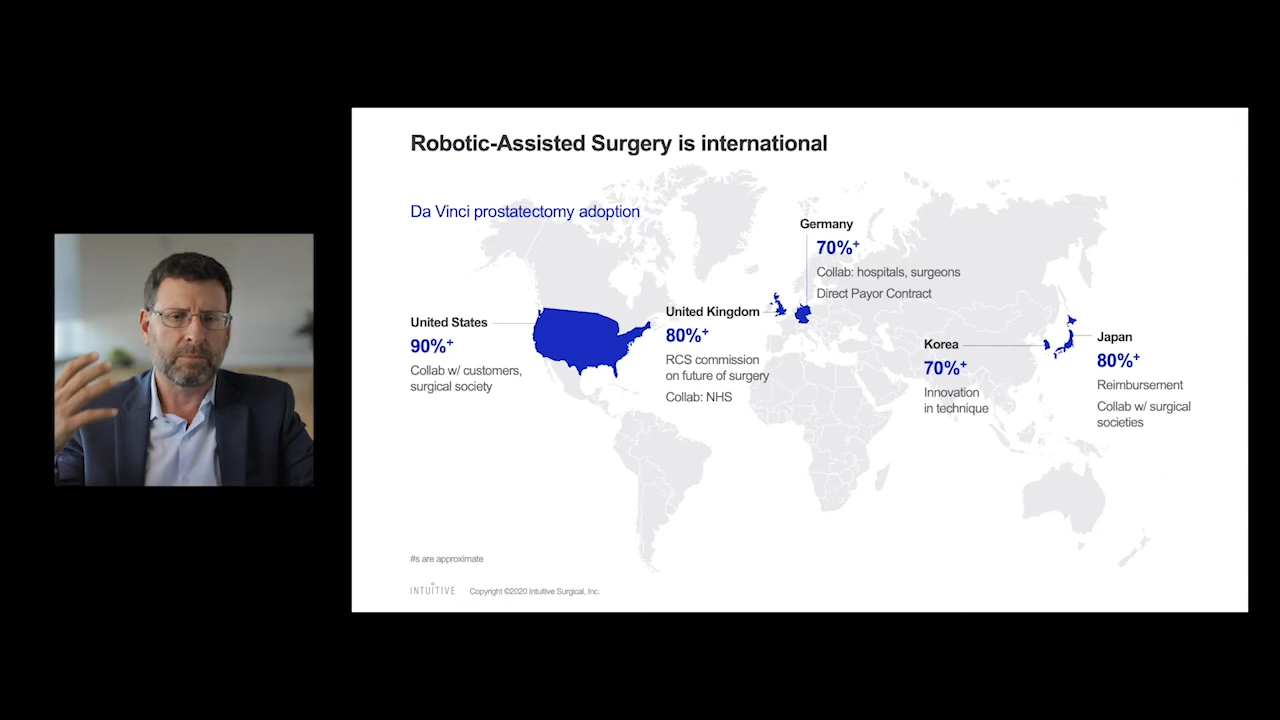 Robotic-Assisted Surgery is international
Da Vinci prostatectomy adoption
United States
90%+
Collab w/ customers,
surgical society
United Kingdom
80%+
RCS commission
on future of surgery
Collab: NHS
Germany
70%+
Collab: hospitals, surgeons
Direct Payor Contract
Korea
70%+
Innovation
in technique
Japan
80%+
Reimbursement
Collab w/ surgical
societies
#s are approximate
INTUITIVE Copyright ©2020 Intuitive Surgical, Inc.